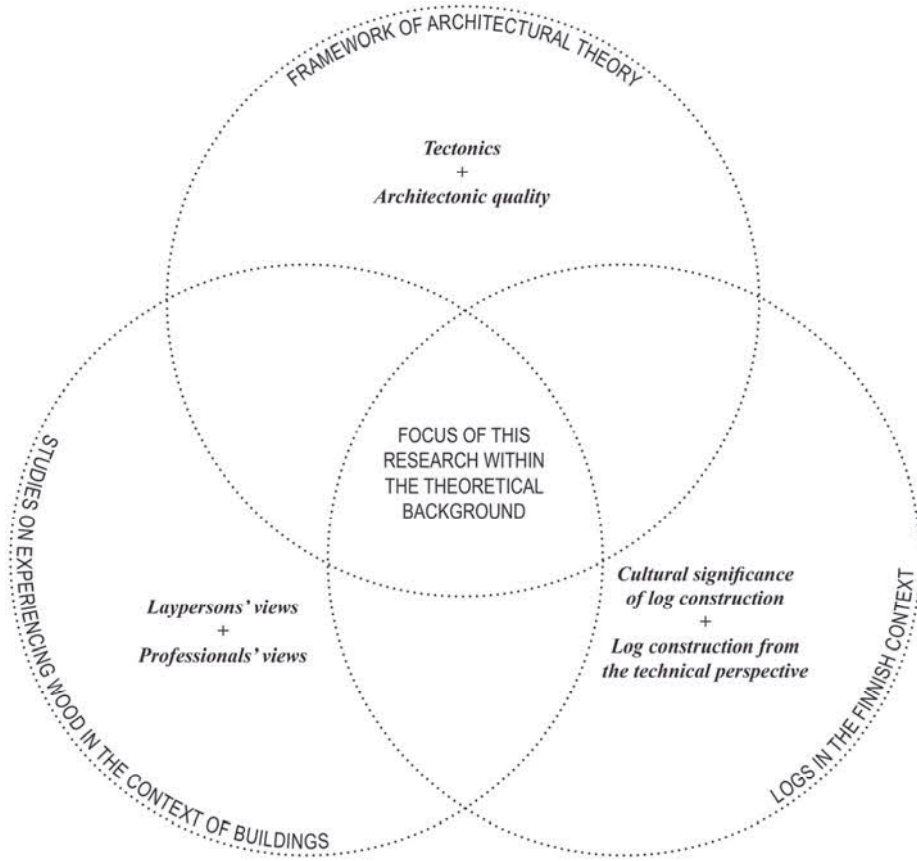 FRAMEWORK OF ARCHITECTURAL THEORY
Tectonics
+
Architectonic quality
FOCUS OF THIS
RESEARCH WITHIN
THE THEORETICAL
BACKGROUND
STUDIES ON EXPERIENCING WOOD IN THE CONTEXT OF BUILDINGS
Laypersons’ views
+
Professionals’ views
Cultural significance
of log construction
+
Log construction from
the technical perspective
LOGS IN THE FINNISH CONTEXT